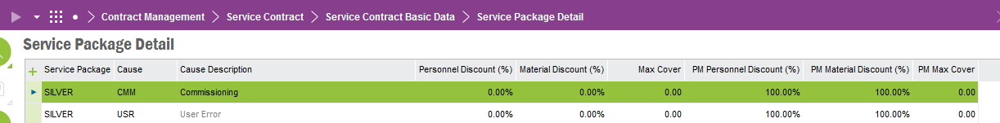 Contract Management Service Contract Service Contract Basic Data Service Package Detail
Service Package Detail
Service Package Cause Cause Description Personnel Discount (%) Material Discount (%) Max Cover PM Personnel Discount (%) PM Material Discount (%) PM Max Cover
SILVER CMM Commissioning 0.00% 0.00% 0.00 100.00% 100.00% 0.00
SILVER USR User Error 0.00% 0.00% 0.00 100.00% 100.00% 0.00